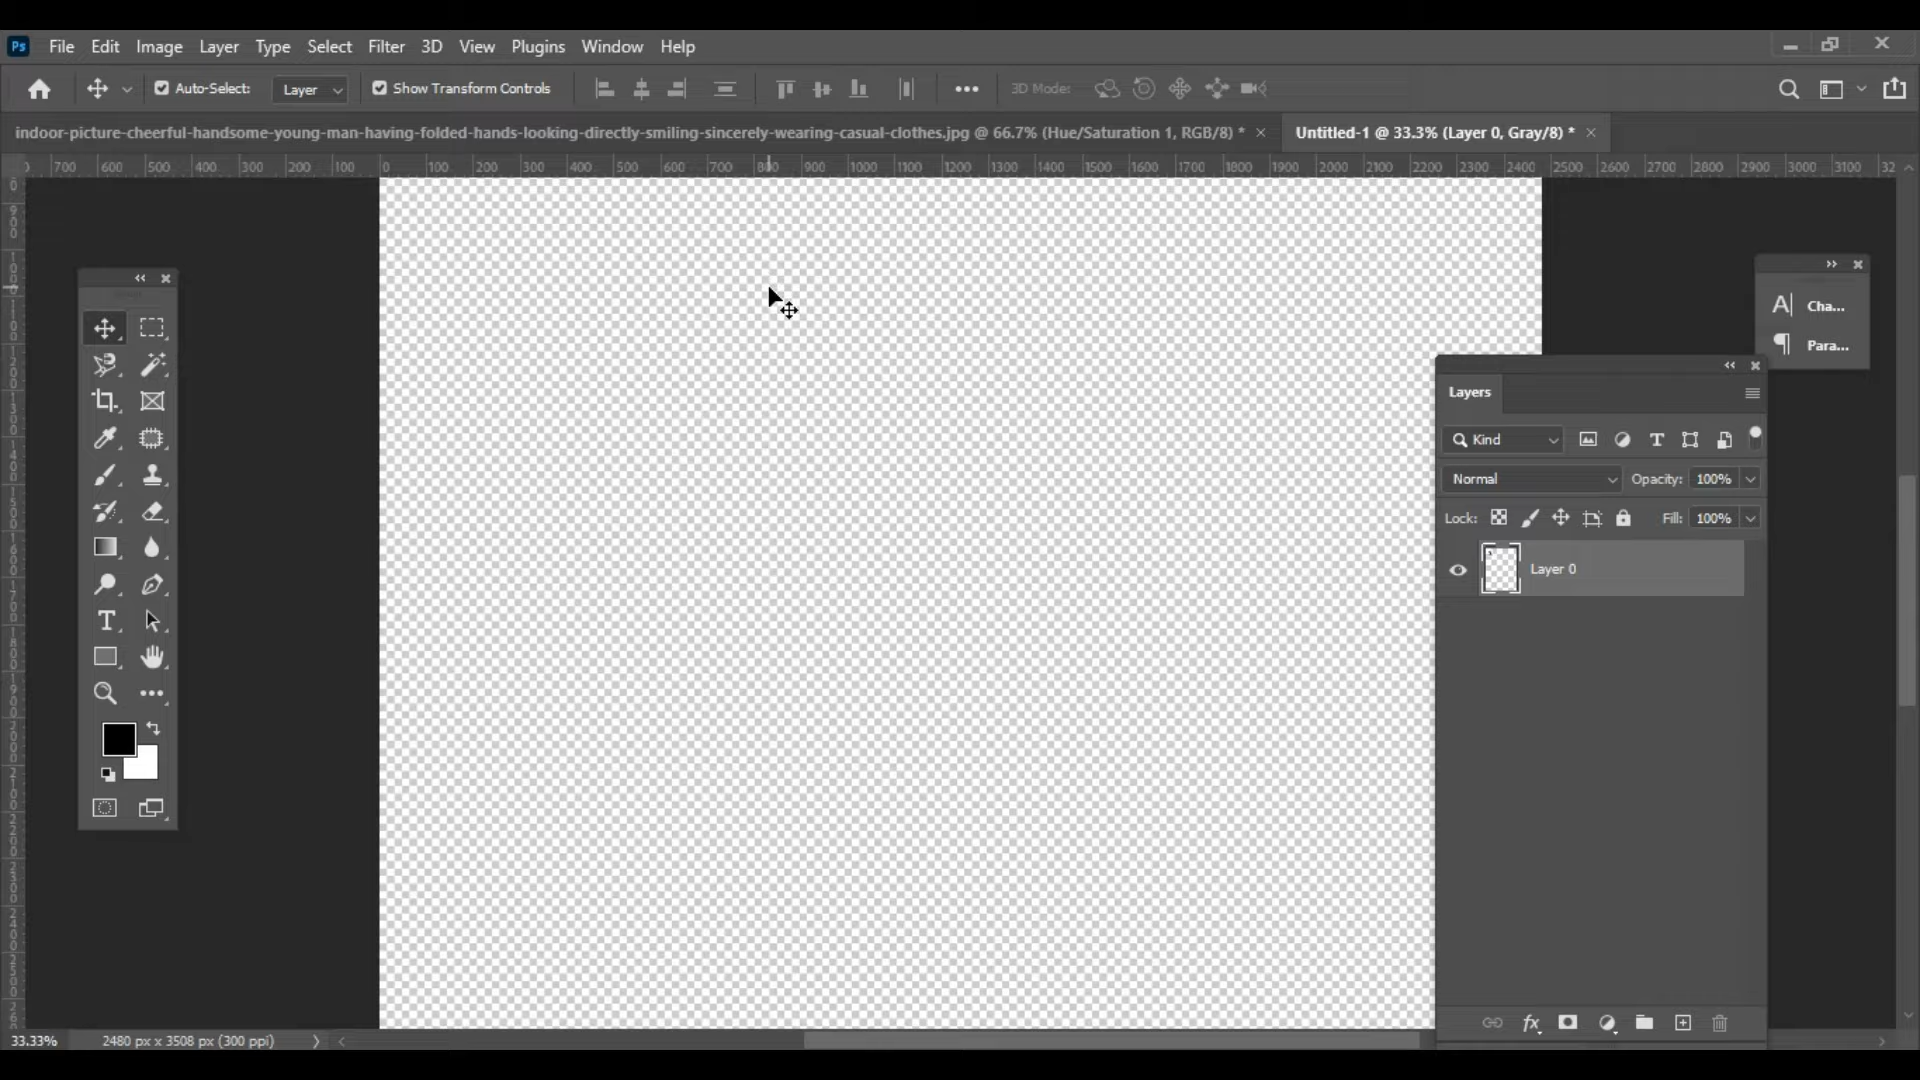 Ps File Edit Image Layer Type Select Filter 3D View Plugins Window Help
Auto-Select: Layer Show Transform Controls 3D Mode:
indoor-picture-cheerful-handsome-young-man-having-folded-hands-looking-directly-smiling-sincerely-wearing-casual-clothes.jpg @ 66.7% (Hue/Saturation 1, RGB/8) * Untitled-1 @ 33.3% (Layer 0, Gray/8) *
700 600 500 400 300 200 100 0 100 200 300 400 500 600 700 800 900 1000 1100 1200 1300 1400 1500 1600 1700 1800 1900 2000 2100 2200 2300 2400 2500 2600 2700 2800 2900 3000 3100 32
Cha...
Para...
Layers
Kind
Normal Opacity: 100%
Lock: Fill: 100%
Layer 0
33.33% 2480 px x 3508 px (300 ppi)